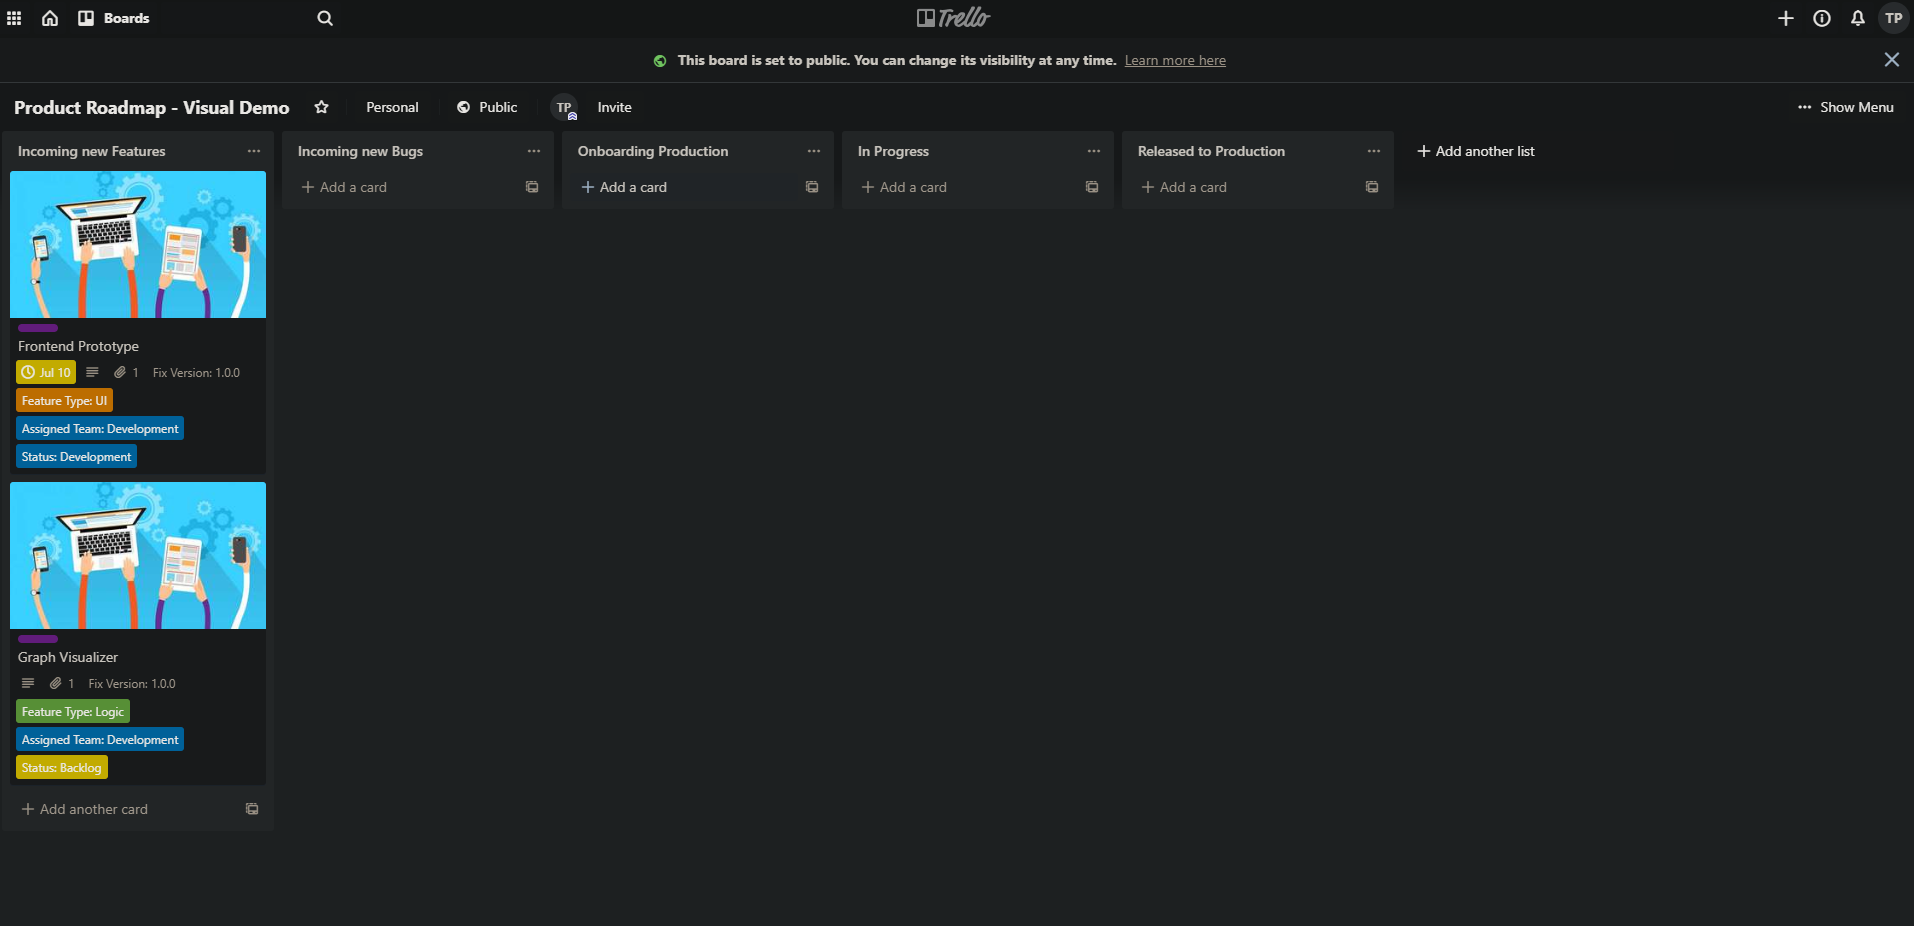 Boards
Trello
TP
This board is set to public. You can change its visibility at any time. Learn more here
Product Roadmap - Visual Demo
Personal
Public
TP
Invite
Show Menu
Incoming new Features
Frontend Prototype
Jul 10
1
Fix Version: 1.0.0
Feature Type: UI
Assigned Team: Development
Status: Development
Graph Visualizer
1
Fix Version: 1.0.0
Feature Type: Logic
Assigned Team: Development
Status: Backlog
Add another card
Incoming new Bugs
Add a card
Onboarding Production
Add a card
In Progress
Add a card
Released to Production
Add a card
Add another list